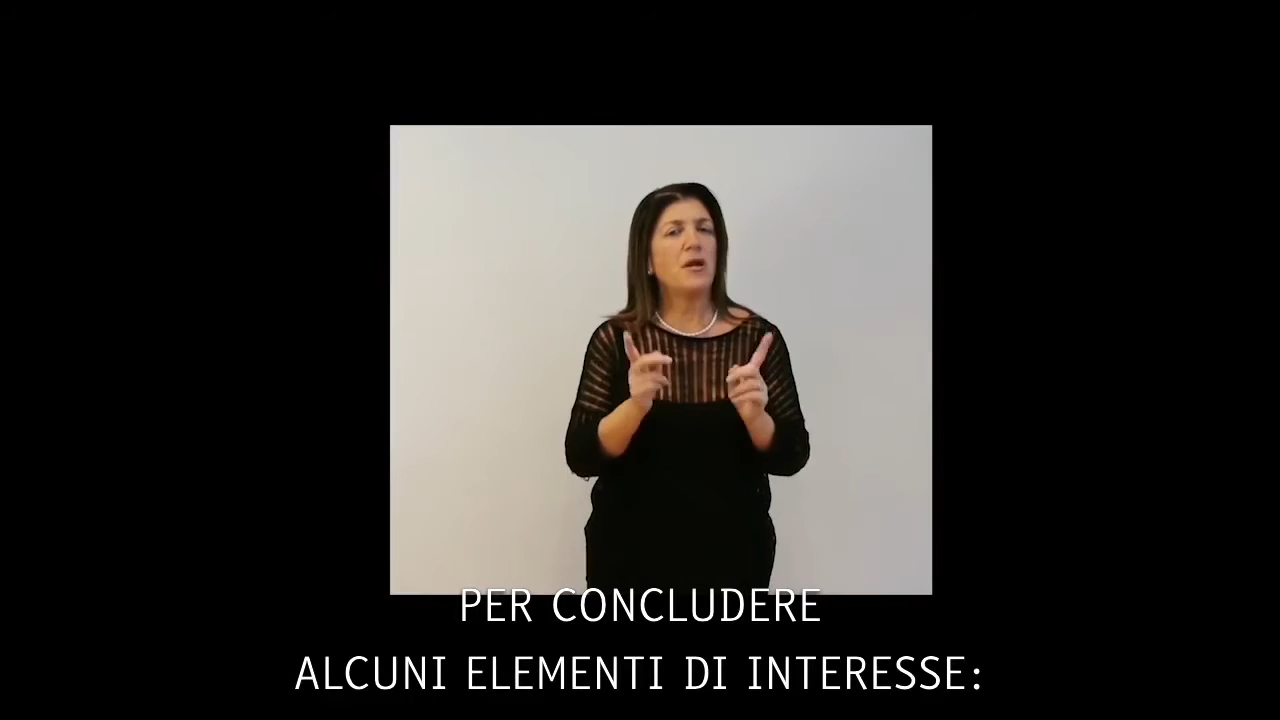 PER CONCLUDERE
ALCUNI ELEMENTI DI INTERESSE: